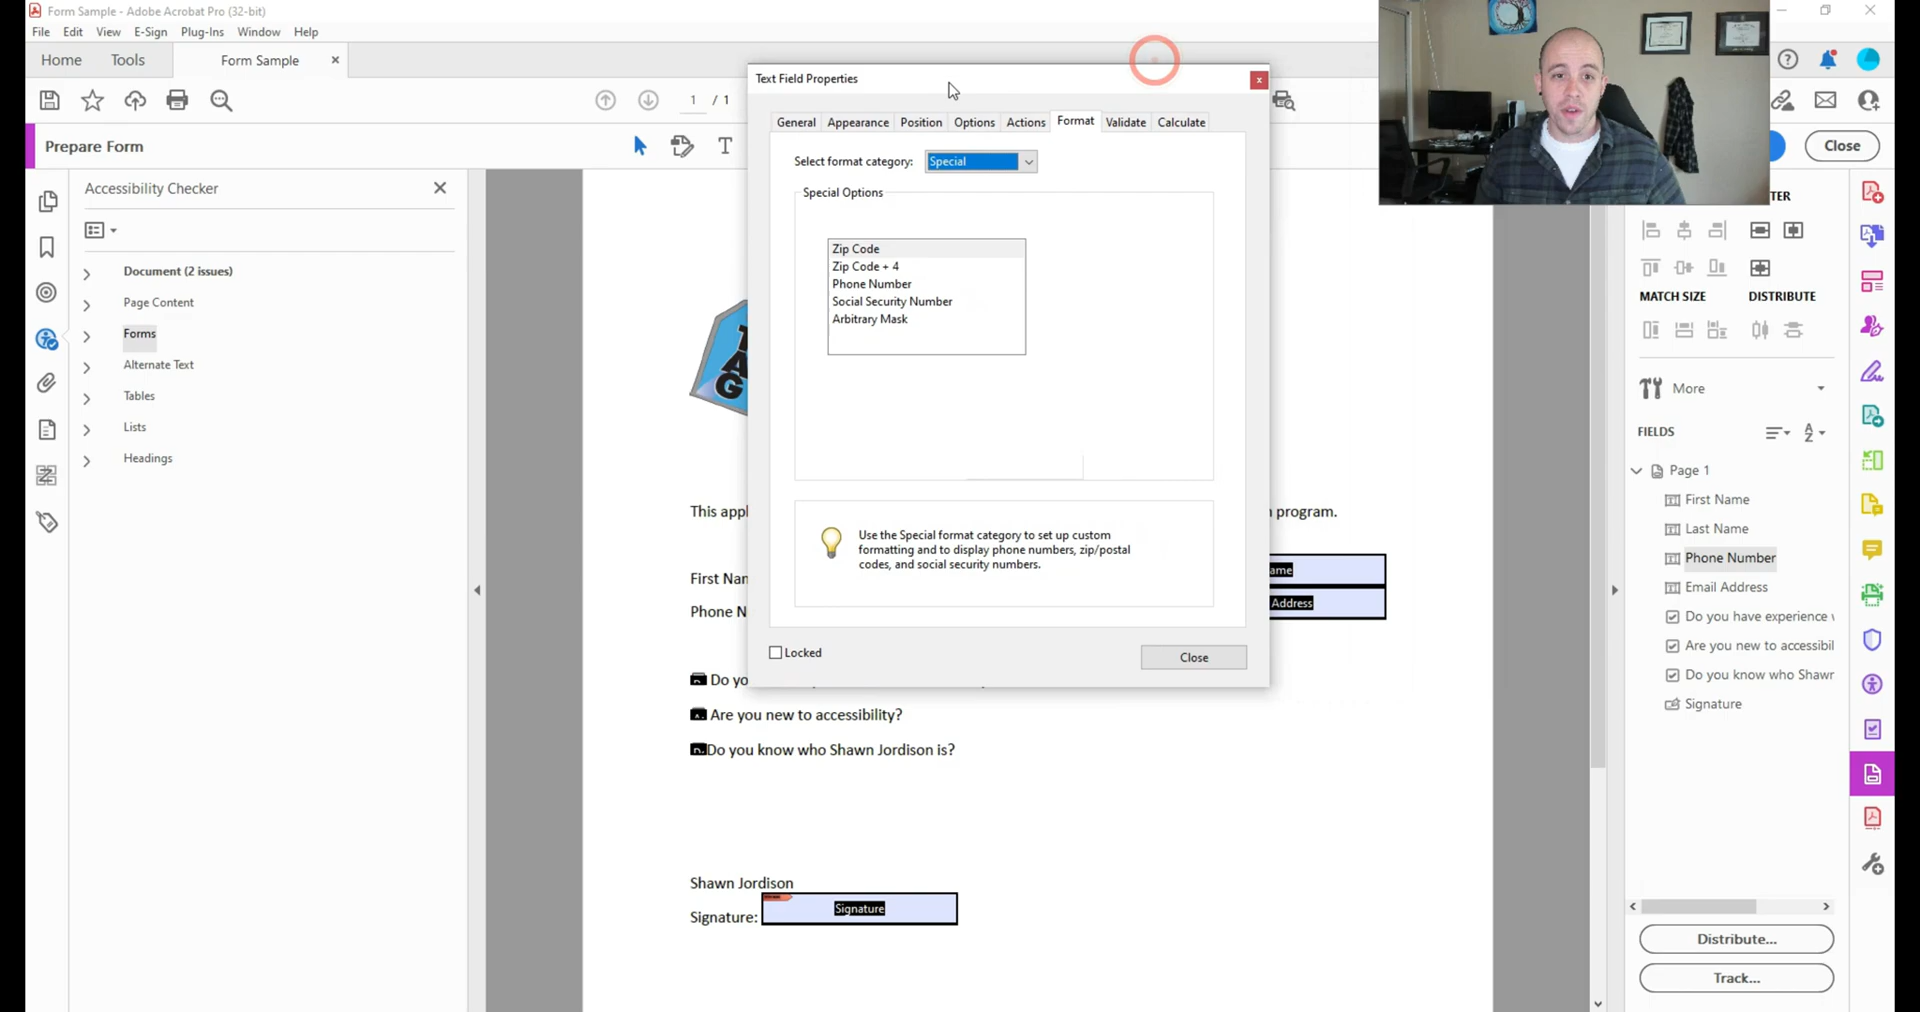 Form Sample - Adobe Acrobat Pro (32-bit)
File Edit View E-Sign Plug-Ins Window Help
Home Tools Form Sample
1 / 1
Prepare Form
Close
Accessibility Checker
Document (2 issues)
Page Content
Forms
Alternate Text
Tables
Lists
Headings
Text Field Properties
General Appearance Position Options Actions Format Validate Calculate
Select format category: Special
Special Options
Zip Code
Zip Code + 4
Phone Number
Social Security Number
Arbitrary Mask
Use the Special format category to set up custom
formatting and to display phone numbers, zip/postal
codes, and social security numbers.
Locked
Close
This appl
program.
First Nan
ame
Phone N
Address
Do yo
Are you new to accessibility?
Do you know who Shawn Jordison is?
Shawn Jordison
Signature: Signature
TER
MATCH SIZE DISTRIBUTE
More
FIELDS
Page 1
First Name
Last Name
Phone Number
Email Address
Do you have experience
Are you new to accessibil
Do you know who Shawr
Signature
Distribute...
Track...